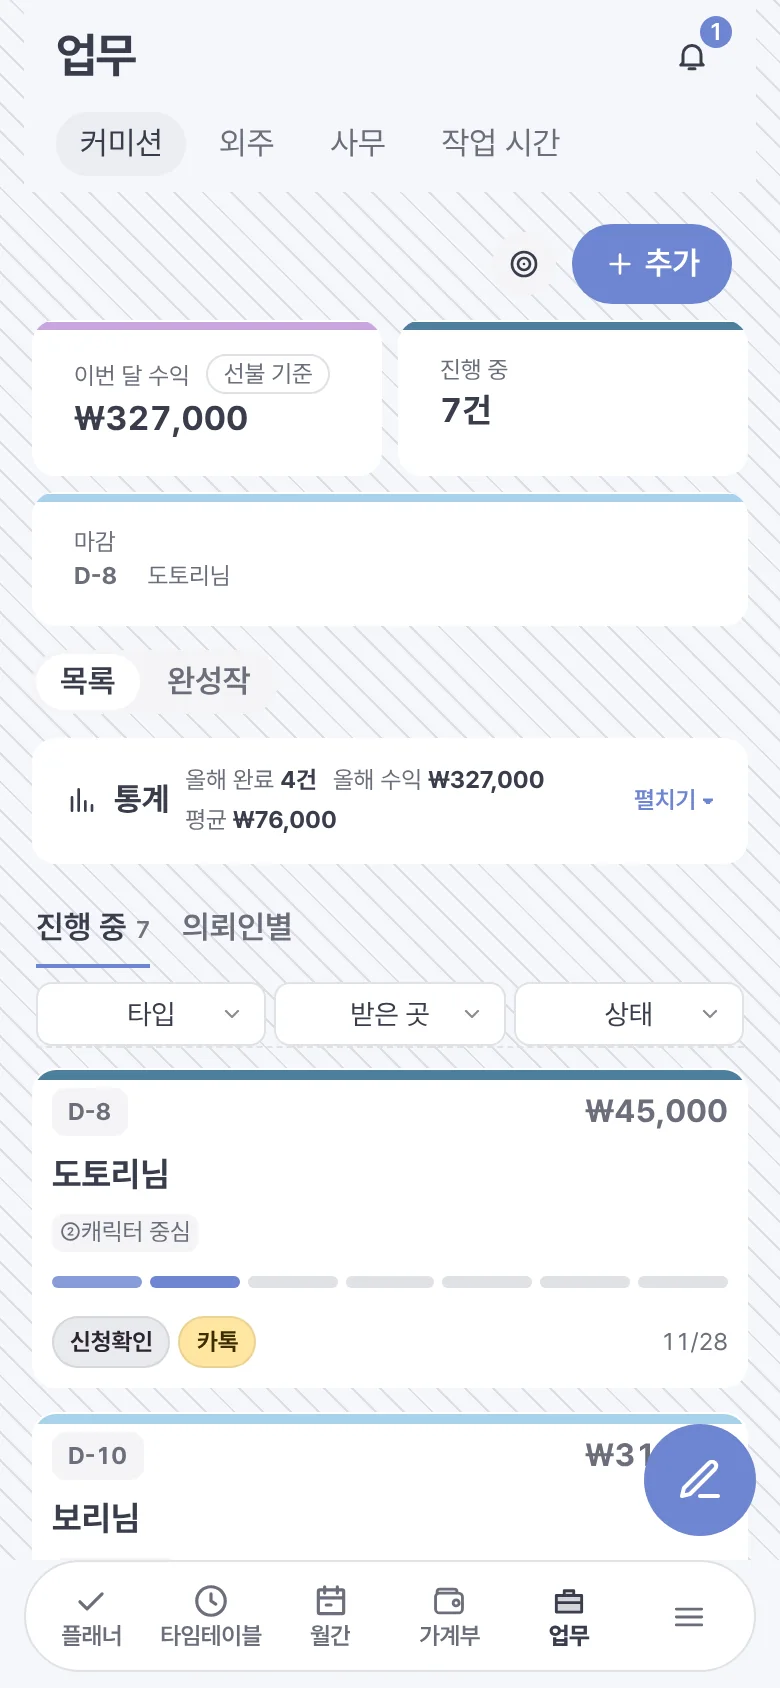 업무
1
커미션 외주 사무 작업 시간
+ 추가
이번 달 수익 선불 기준
₩327,000
진행 중
7건
마감
D-8 도토리님
목록 완성작
통계
올해 완료 4건 올해 수익 ₩327,000
평균 ₩76,000
펼치기
진행 중 7 의뢰인별
타입 받은 곳 상태
D-8 ₩45,000
도토리님
②캐릭터 중심
신청확인 카톡 11/28
D-10 ₩31
보리님
플래너 타임테이블 월간 가계부 업무